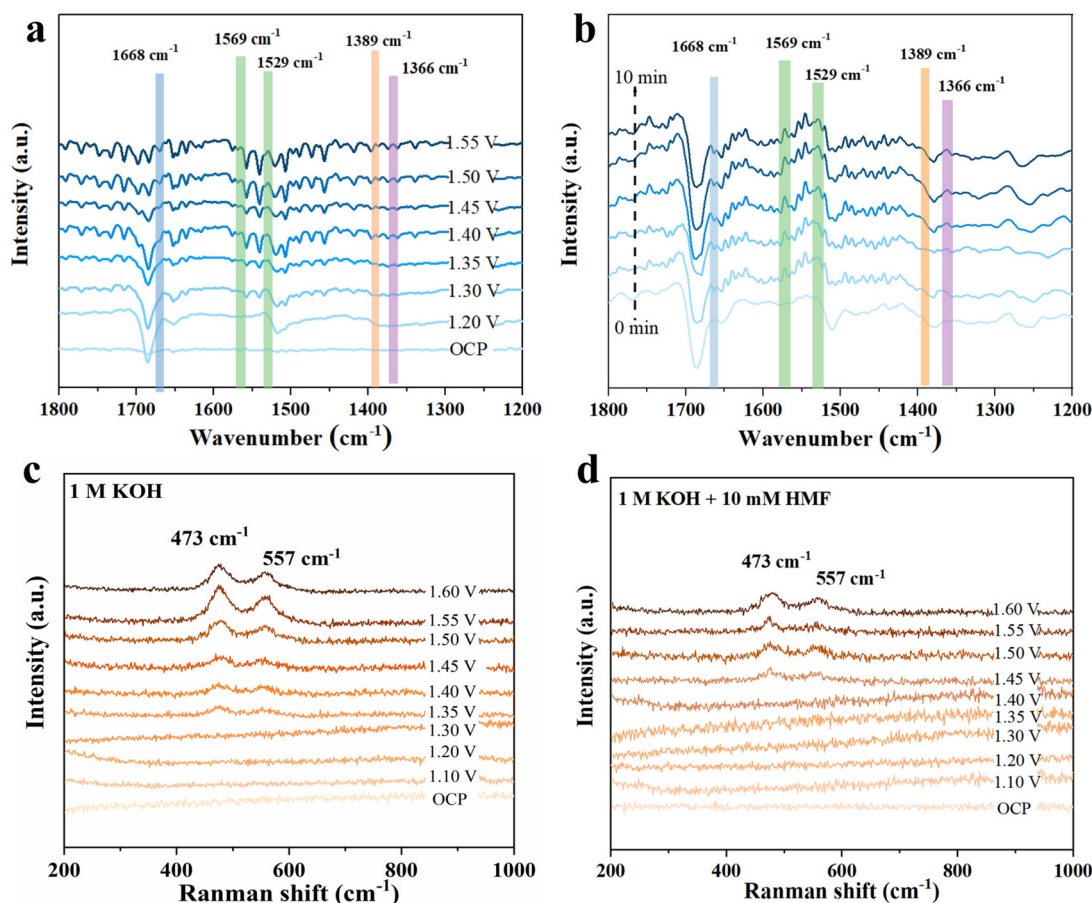 a
1668 cm⁻¹
1569 cm⁻¹
1529 cm⁻¹
1389 cm⁻¹
1366 cm⁻¹
1.55 V
1.50 V
1.45 V
1.40 V
1.35 V
1.30 V
1.20 V
OCP
Intensity (a.u.)
1800 1700 1600 1500 1400 1300 1200
Wavenumber (cm⁻¹)
b
1668 cm⁻¹
1569 cm⁻¹
1529 cm⁻¹
1389 cm⁻¹
1366 cm⁻¹
10 min
0 min
Intensity (a.u.)
1800 1700 1600 1500 1400 1300 1200
Wavenumber (cm⁻¹)
c
1 M KOH
473 cm⁻¹
557 cm⁻¹
1.60 V
1.55 V
1.50 V
1.45 V
1.40 V
1.35 V
1.30 V
1.20 V
1.10 V
OCP
Intensity (a.u.)
200 400 600 800 1000
Ranman shift (cm⁻¹)
d
1 M KOH + 10 mM HMF
473 cm⁻¹
557 cm⁻¹
1.60 V
1.55 V
1.50 V
1.45 V
1.40 V
1.35 V
1.30 V
1.20 V
1.10 V
OCP
Intensity (a.u.)
200 400 600 800 1000
Ranman shift (cm⁻¹)